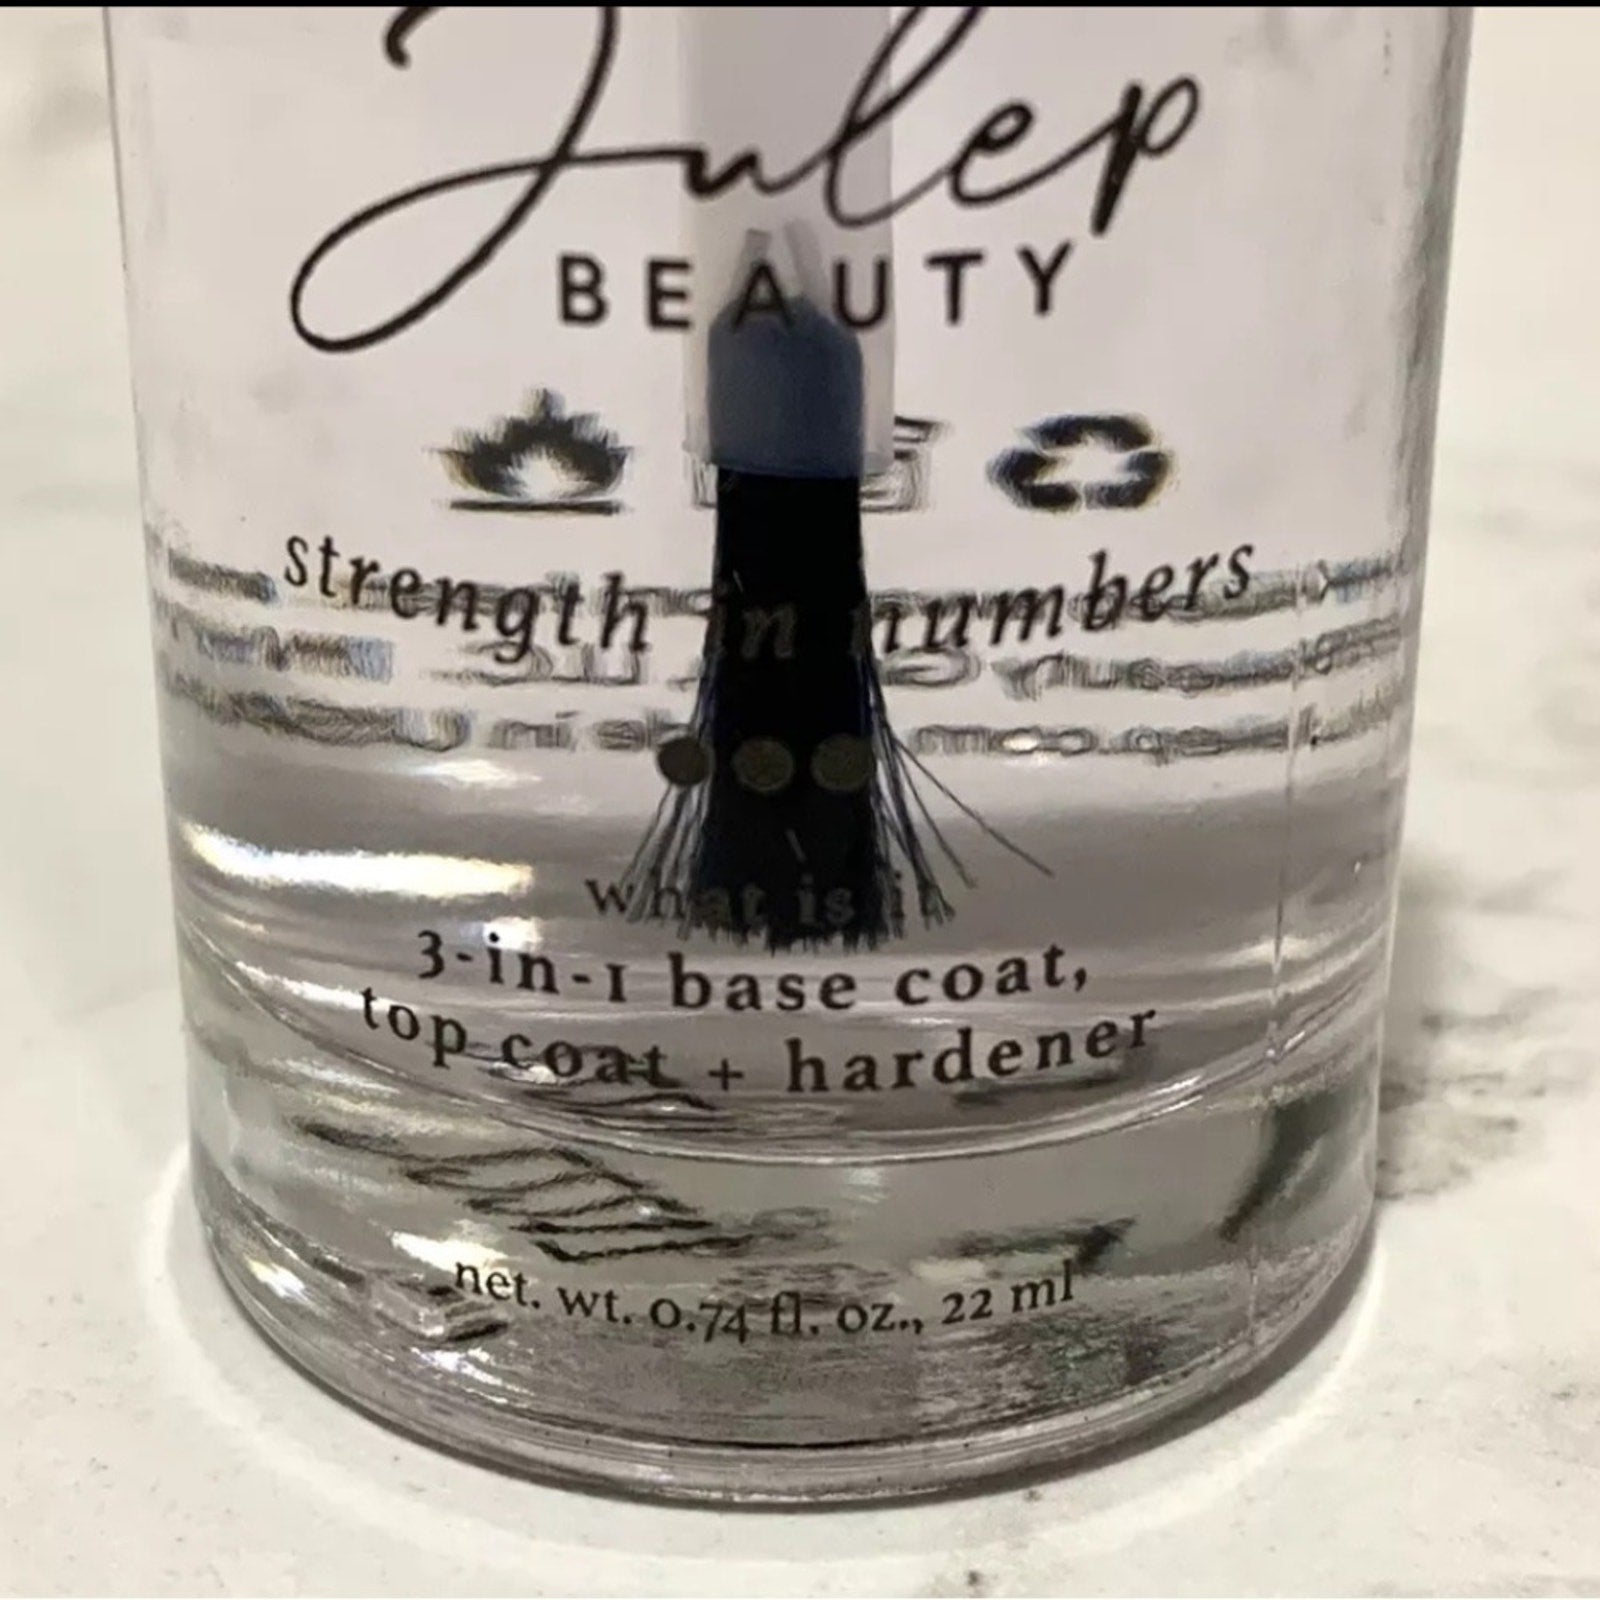 Julep
BEAUTY
strength in numbers
what is it
3-in-1 base coat,
top coat + hardener
net. wt. 0.74 fl. oz., 22 ml